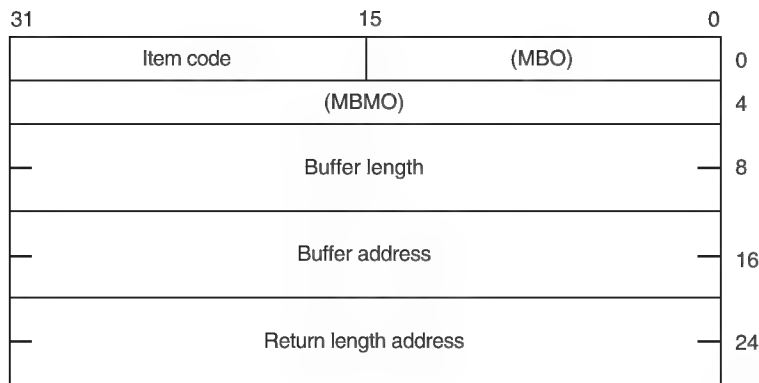 31 15 0
Item code (MBO) 0
(MBMO) 4
Buffer length 8
Buffer address 16
Return length address 24